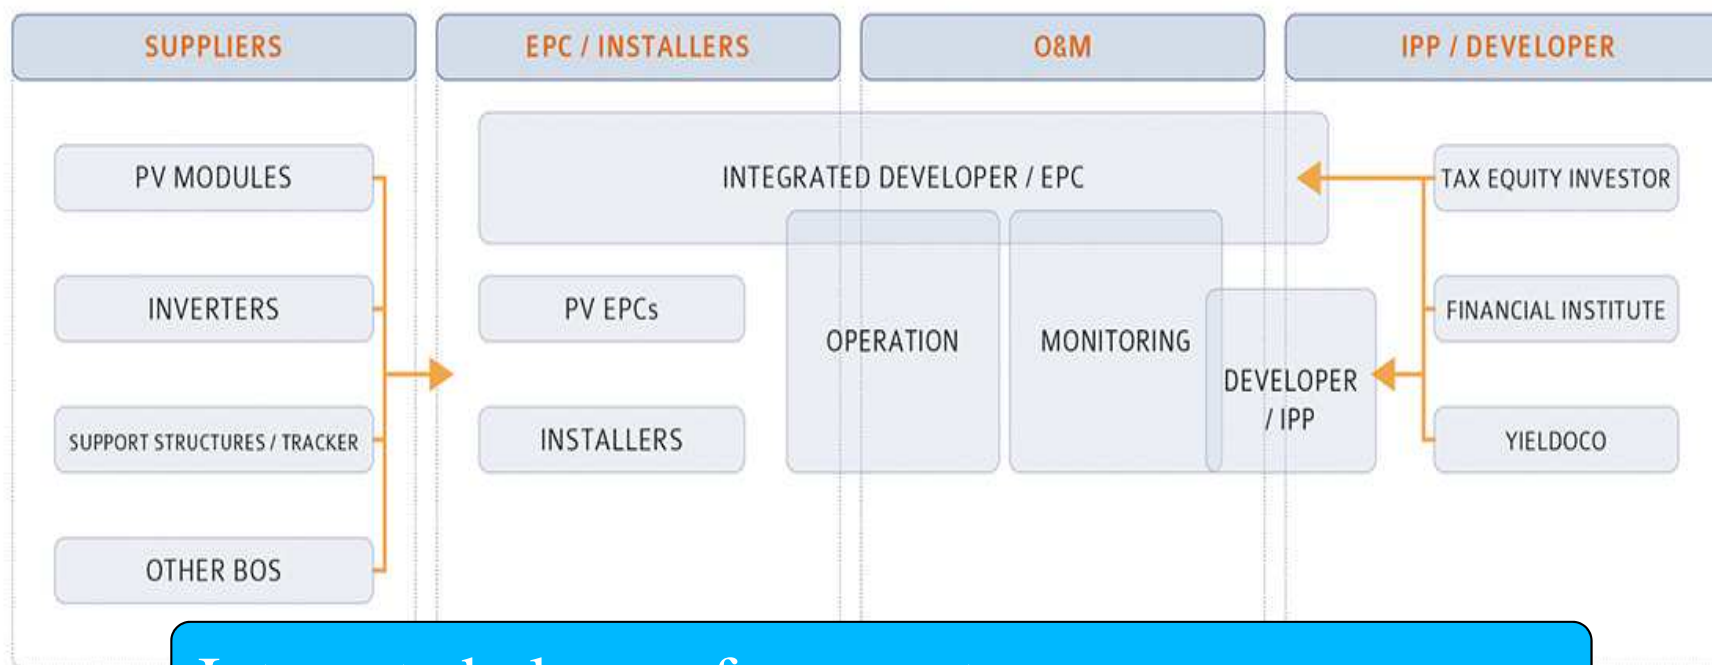 SUPPLIERS
EPC / INSTALLERS
O&M
IPP / DEVELOPER
PV MODULES
INVERTERS
SUPPORT STRUCTURES / TRACKER
OTHER BOS
INTEGRATED DEVELOPER / EPC
PV EPCs
INSTALLERS
OPERATION
MONITORING
DEVELOPER
/ IPP
TAX EQUITY INVESTOR
FINANCIAL INSTITUTE
YIELDOCO